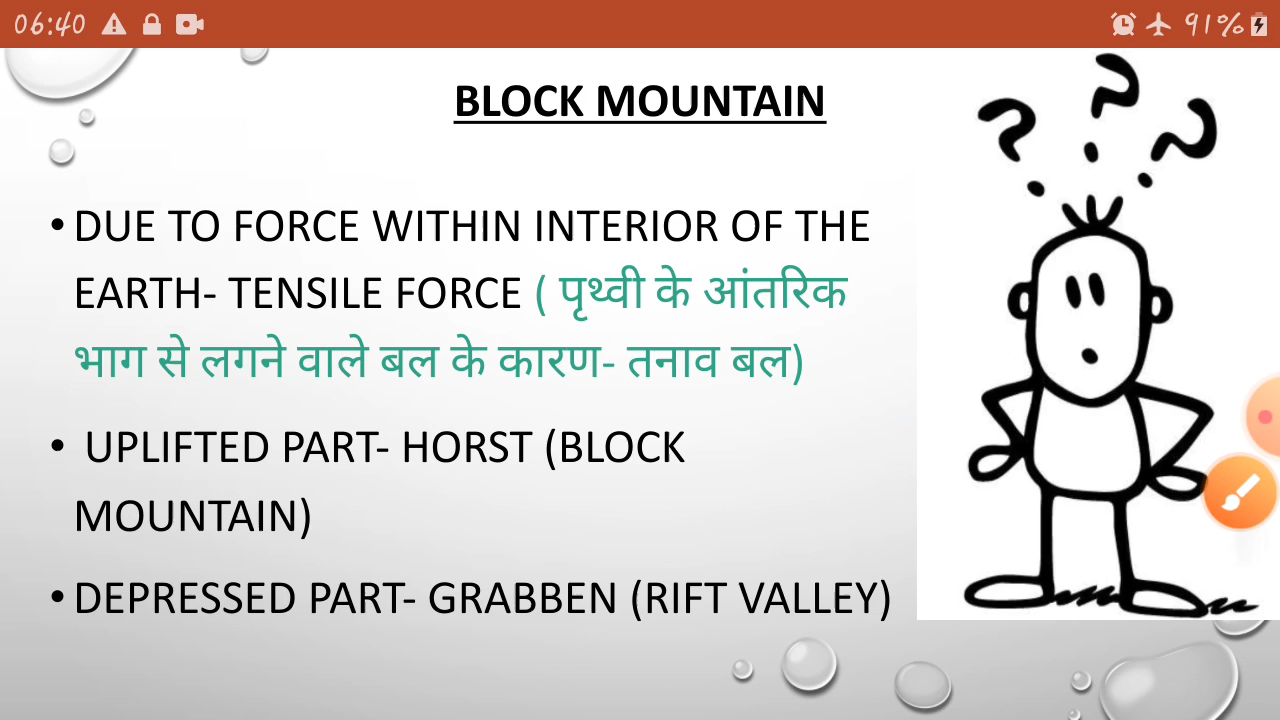 06:40
91%
BLOCK MOUNTAIN
• DUE TO FORCE WITHIN INTERIOR OF THE
EARTH- TENSILE FORCE ( पृथ्वी के आंतरिक
भाग से लगने वाले बल के कारण- तनाव बल)
• UPLIFTED PART- HORST (BLOCK
MOUNTAIN)
• DEPRESSED PART- GRABBEN (RIFT VALLEY)
? ? ?